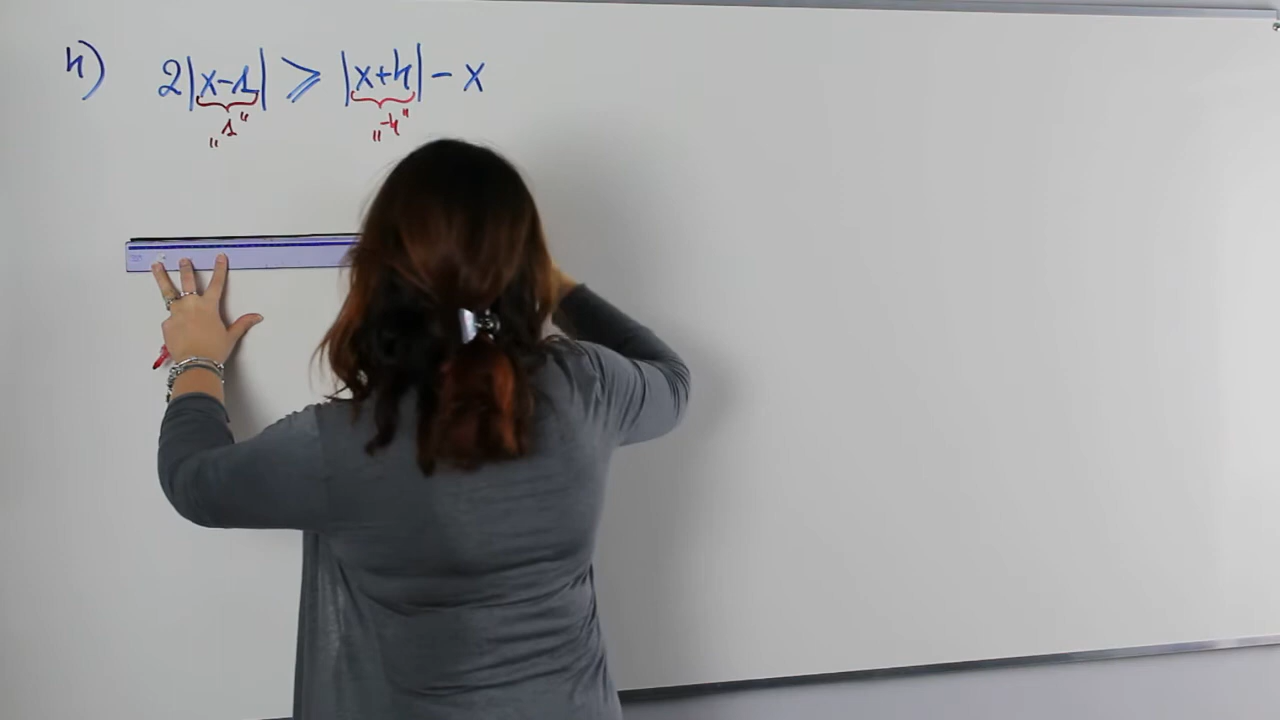 4) 2|x-1| ⩾ |x+4| - x
„1" „-4"